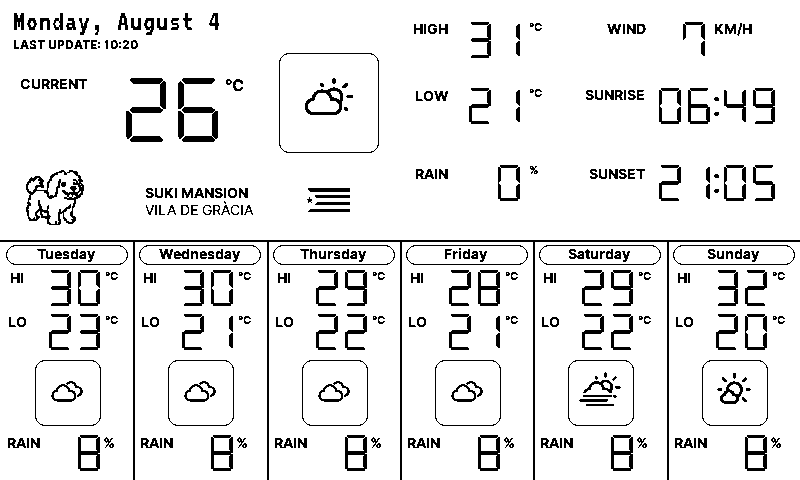 Monday, August 4
LAST UPDATE: 10:20
CURRENT 26 °C
HIGH 31 °C
LOW 21 °C
RAIN 0 %
WIND 7 KM/H
SUNRISE 06:49
SUNSET 21:05
SUKI MANSION
VILA DE GRÀCIA
Tuesday
HI 30 °C
LO 23 °C
RAIN 8 %
Wednesday
HI 30 °C
LO 21 °C
RAIN 8 %
Thursday
HI 29 °C
LO 22 °C
RAIN 8 %
Friday
HI 28 °C
LO 21 °C
RAIN 8 %
Saturday
HI 29 °C
LO 22 °C
RAIN 8 %
Sunday
HI 32 °C
LO 20 °C
RAIN 8 %